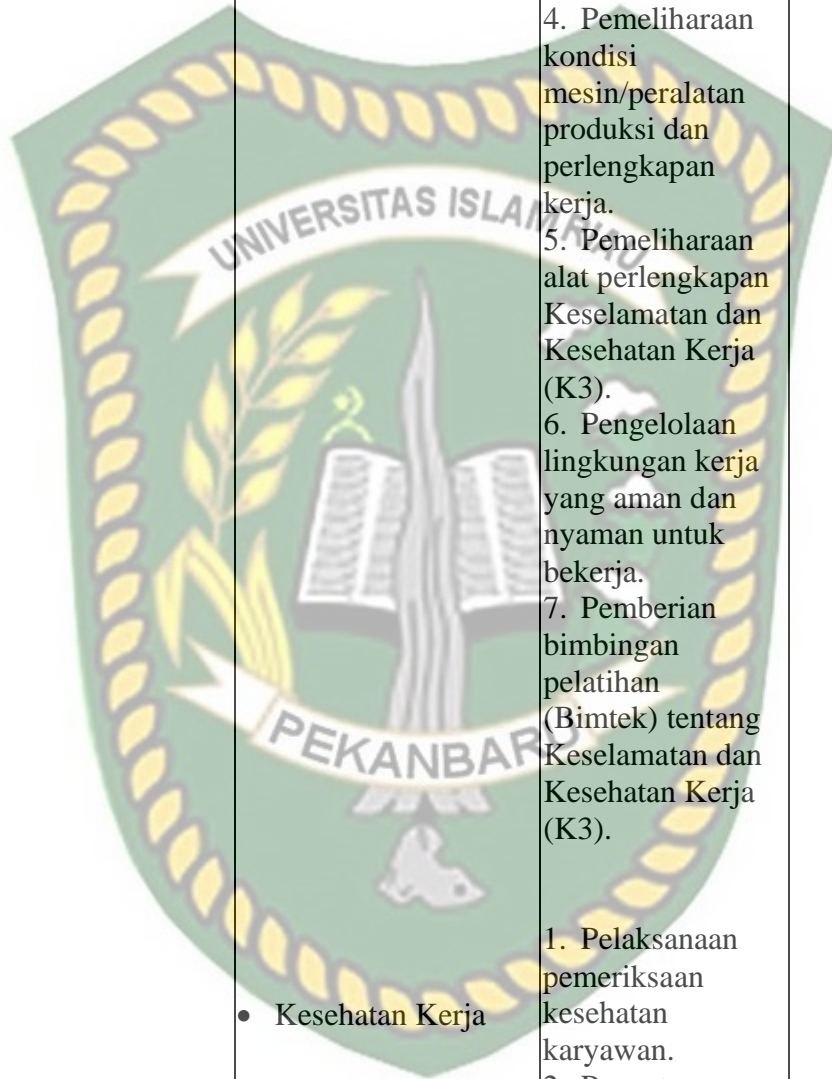 4. Pemeliharaan
kondisi
mesin/peralatan
produksi dan
perlengkapan
kerja.
5. Pemeliharaan
alat perlengkapan
Keselamatan dan
Kesehatan Kerja
(K3).
6. Pengelolaan
lingkungan kerja
yang aman dan
nyaman untuk
bekerja.
7. Pemberian
bimbingan
pelatihan
(Bimtek) tentang
Keselamatan dan
Kesehatan Kerja
(K3).
• Kesehatan Kerja
1. Pelaksanaan
pemeriksaan
kesehatan
karyawan.
UNIVERSITAS ISLAM RIAU
PEKANBARU